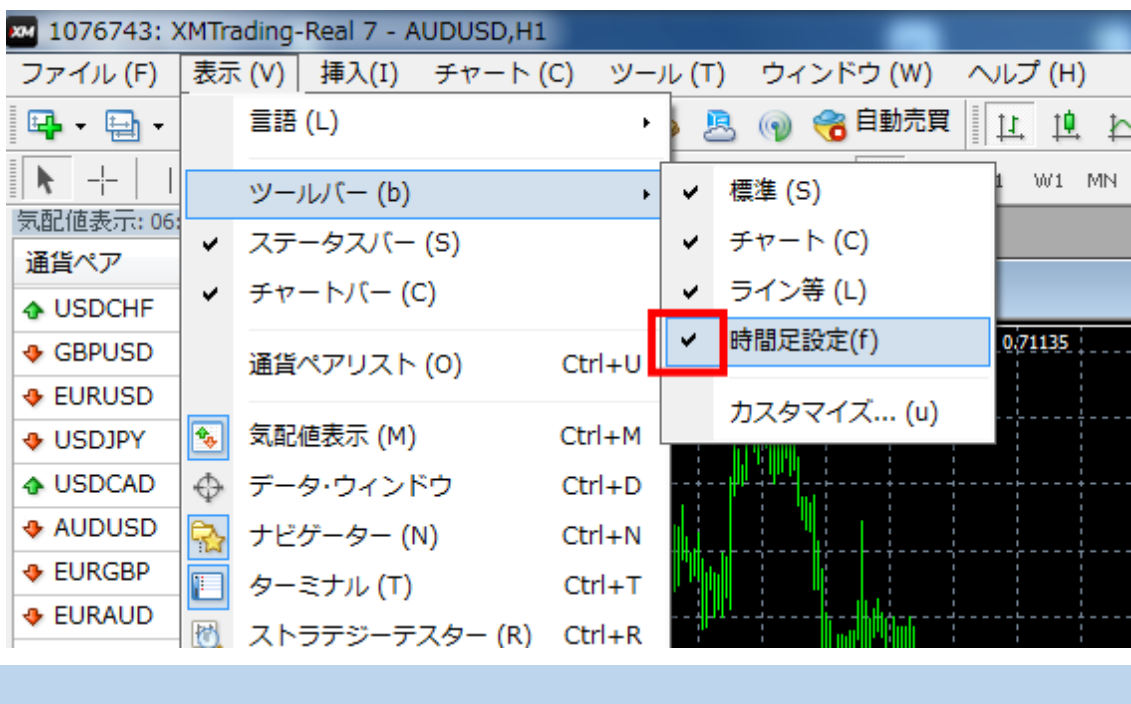 XM 1076743: XMTrading-Real 7 - AUDUSD,H1
ファイル (F) 表示 (V) 挿入(I) チャート (C) ツール (T) ウィンドウ (W) ヘルプ (H)
言語 (L)
自動売買
ツールバー (b)
標準 (S)
W1 MN
気配値表示: 06:
ステータスバー (S)
チャート (C)
通貨ペア
チャートバー (C)
ライン等 (L)
USDCHF
時間足設定(f)
0.71135
GBPUSD
通貨ペアリスト (O) Ctrl+U
EURUSD
カスタマイズ... (u)
USDJPY
気配値表示 (M) Ctrl+M
USDCAD
データ・ウィンドウ Ctrl+D
AUDUSD
ナビゲーター (N) Ctrl+N
EURGBP
ターミナル (T) Ctrl+T
EURAUD
ストラテジーテスター (R) Ctrl+R